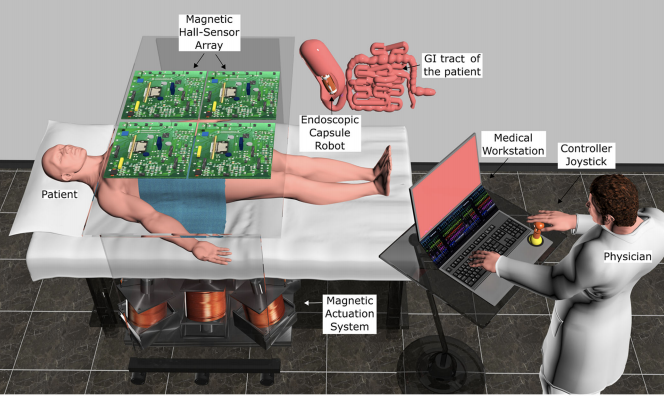 Magnetic
Hall-Sensor
Array
GI tract of
the patient
Endoscopic
Capsule
Robot
Medical
Workstation
Controller
Joystick
Patient
Physician
Magnetic
Actuation
System